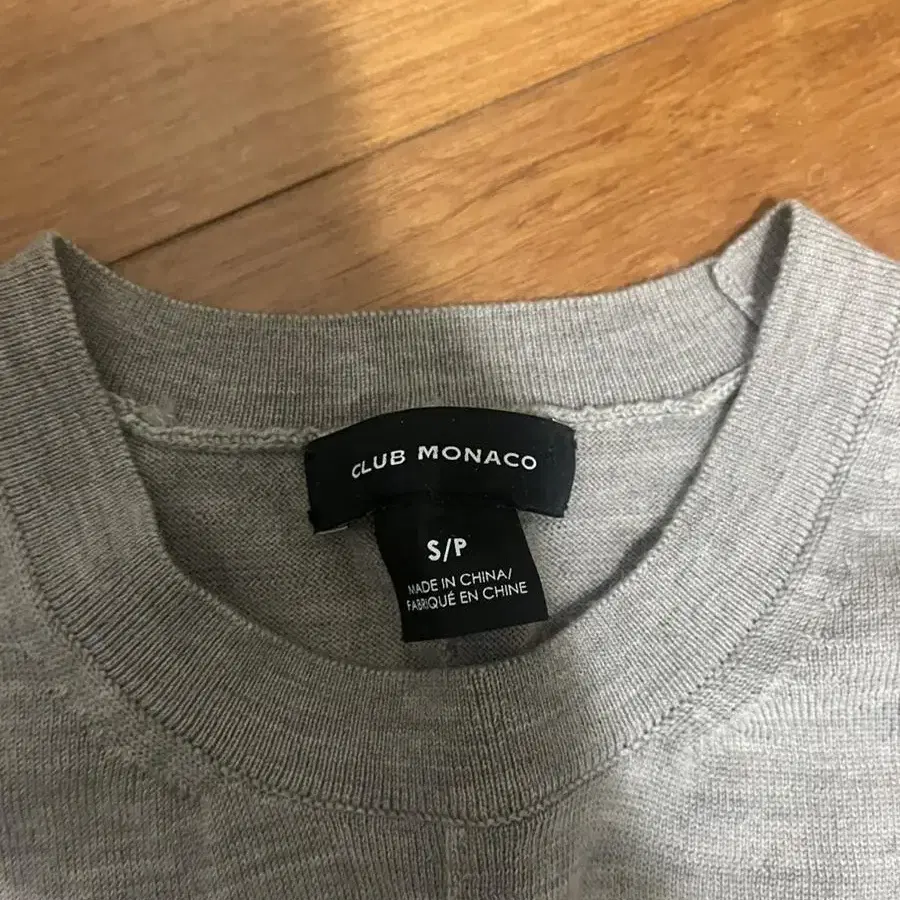 CLUB MONACO
S/P
MADE IN CHINA/
FABRIQUÉ EN CHINE